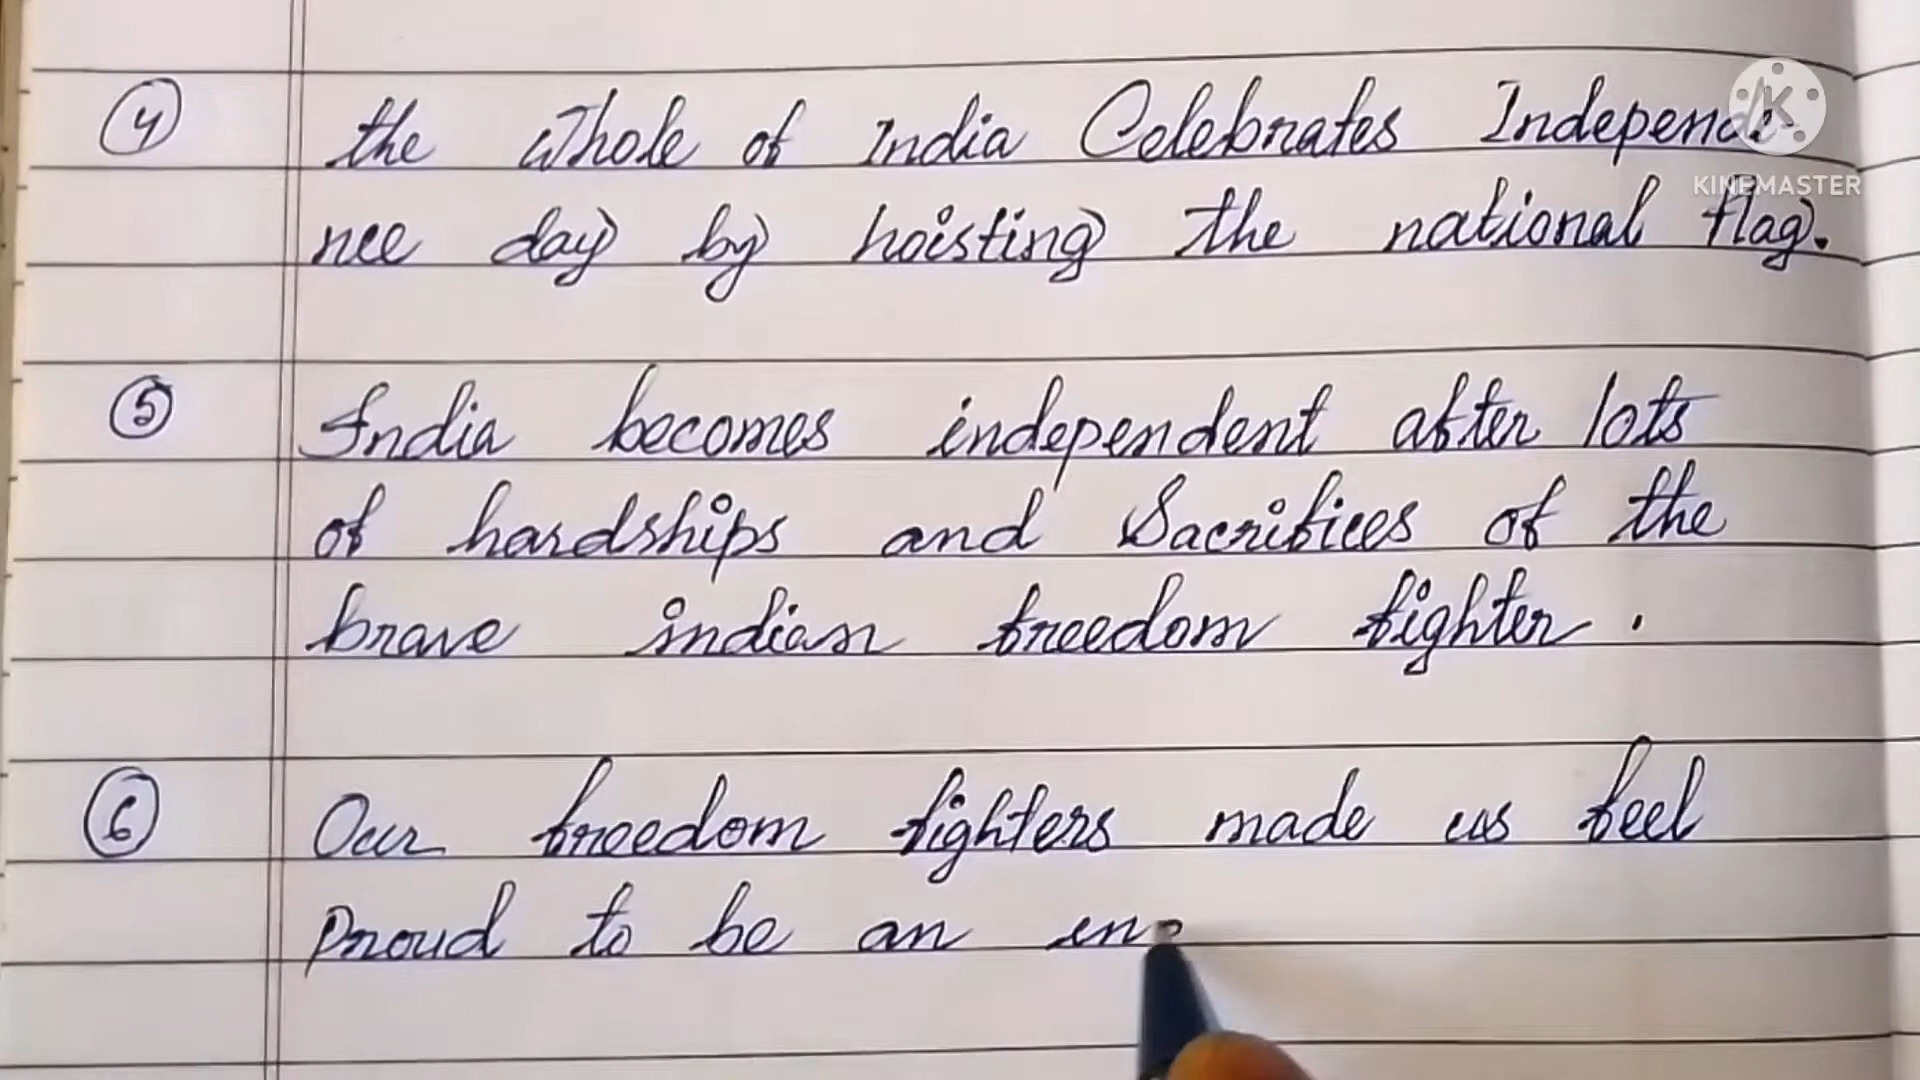 ④ the Whole of India Celebrates Independ-
nce day by hoisting the national flag.
⑤ India becomes independent after lots
of hardships and Sacrifices of the
brave indian freedom fighter.
⑥ Our freedom fighters made us feel
Proud to be an
KINEMASTER